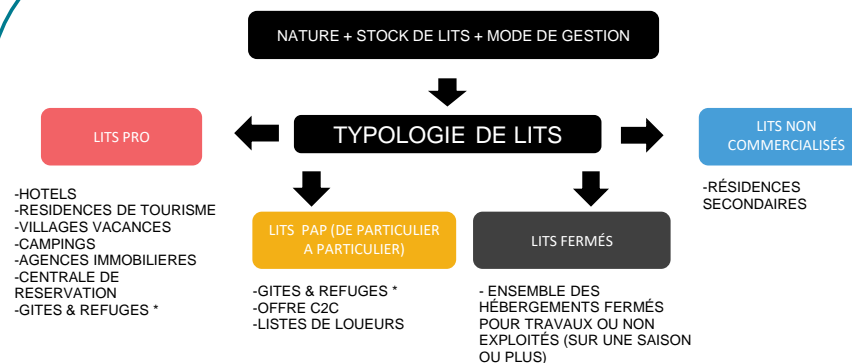 NATURE + STOCK DE LITS + MODE DE GESTION
TYPOLOGIE DE LITS
LITS PRO
-HOTELS
-RESIDENCES DE TOURISME
-VILLAGES VACANCES
-CAMPINGS
-AGENCES IMMOBILIERES
-CENTRALE DE
RESERVATION
-GITES & REFUGES *
LITS PAP (DE PARTICULIER
A PARTICULIER)
-GITES & REFUGES *
-OFFRE C2C
-LISTES DE LOUEURS
LITS FERMÉS
- ENSEMBLE DES
HÉBERGEMENTS FERMÉS
POUR TRAVAUX OU NON
EXPLOITÉS (SUR UNE SAISON
OU PLUS)
LITS NON
COMMERCIALISÉS
-RÉSIDENCES
SECONDAIRES